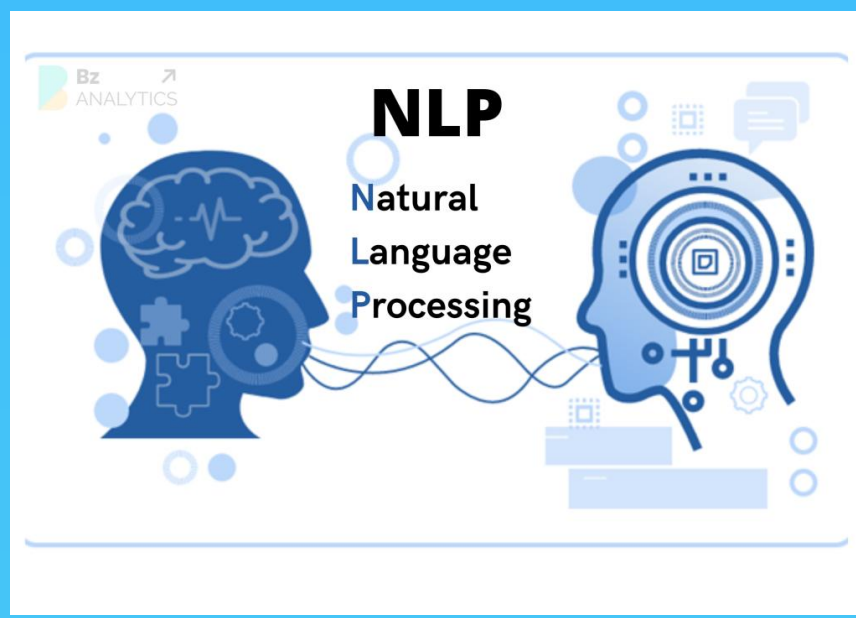 Bz
ANALYTICS
NLP
Natural
Language
Processing